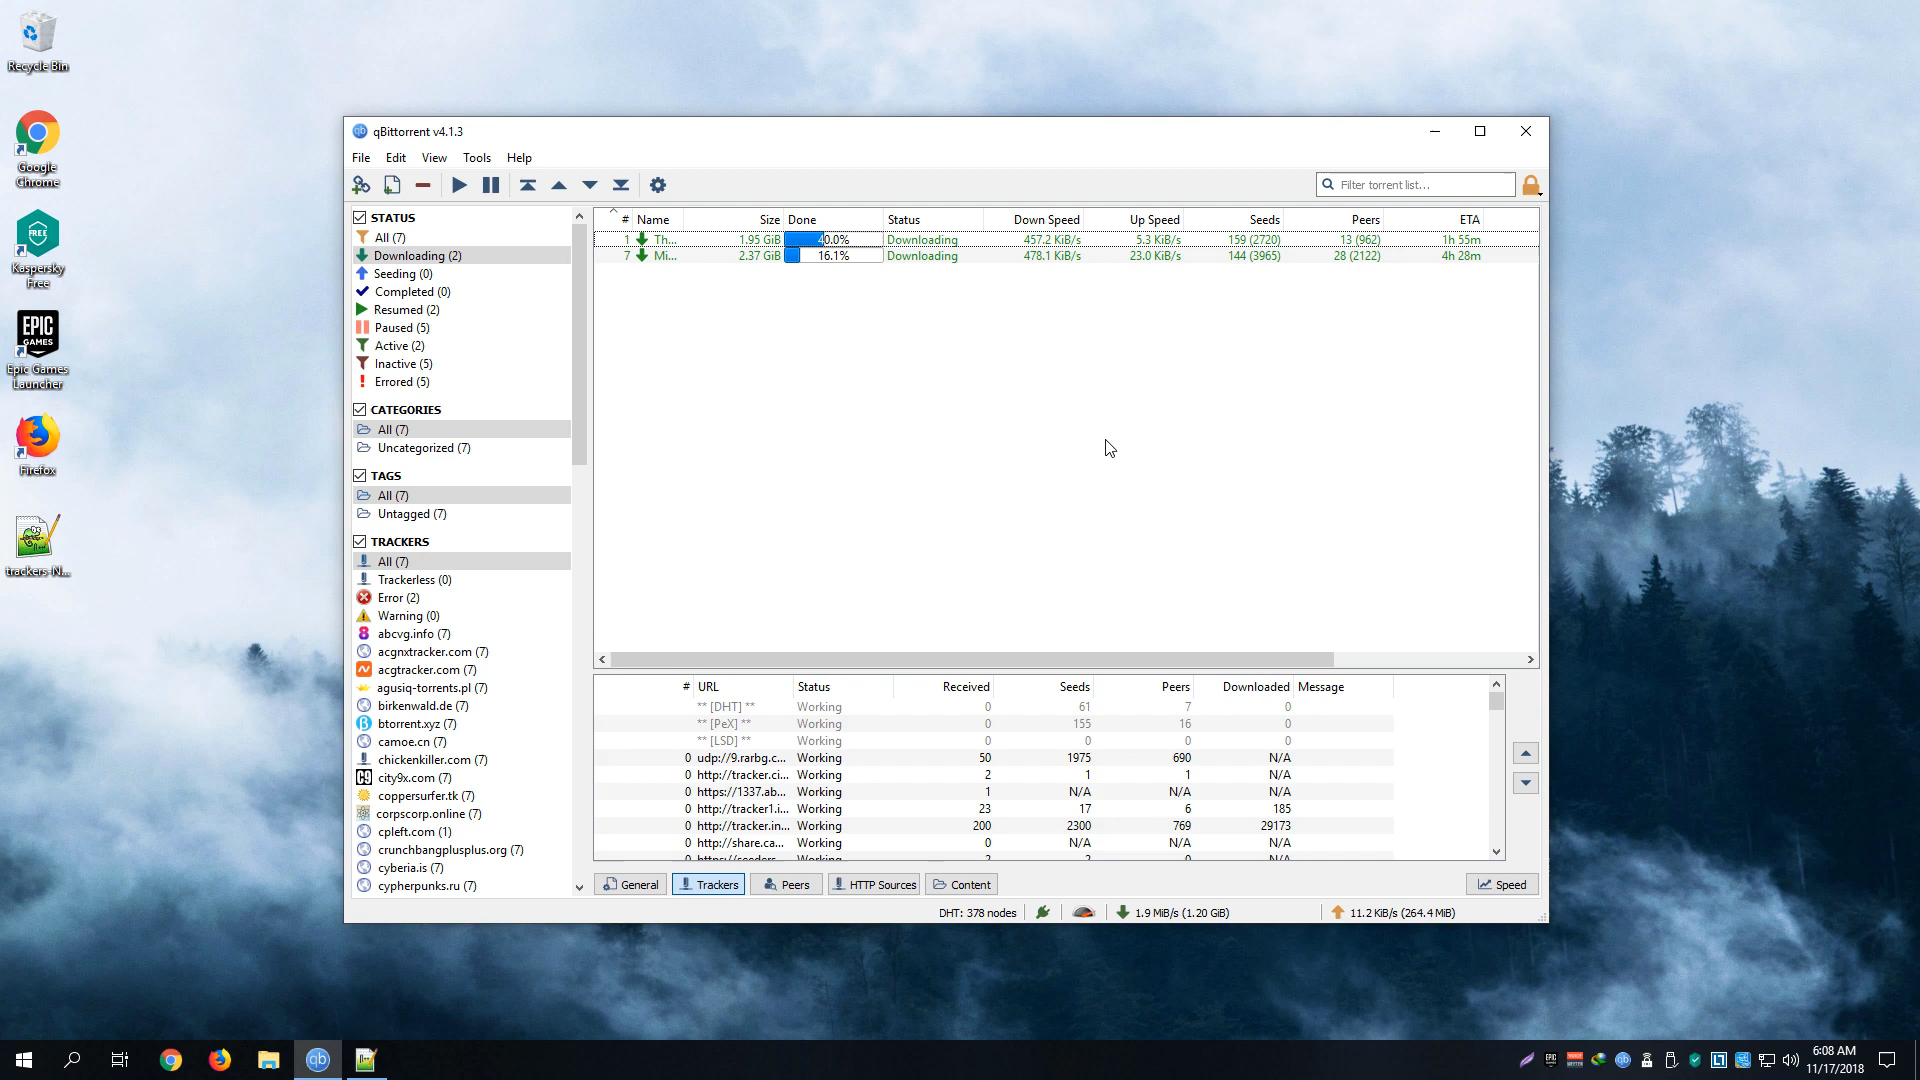 Recycle Bin
Google Chrome
FREE
Kaspersky Free
EPIC GAMES
Epic Games Launcher
Firefox
trackers-N...
qb qBittorrent v4.1.3
File Edit View Tools Help
Filter torrent list...
STATUS
All (7)
Downloading (2)
Seeding (0)
Completed (0)
Resumed (2)
Paused (5)
Active (2)
Inactive (5)
Errored (5)
CATEGORIES
All (7)
Uncategorized (7)
TAGS
All (7)
Untagged (7)
TRACKERS
All (7)
Trackerless (0)
Error (2)
Warning (0)
abcvg.info (7)
acgnxtracker.com (7)
acgtracker.com (7)
agusiq-torrents.pl (7)
birkenwald.de (7)
btorrent.xyz (7)
camoe.cn (7)
chickenkiller.com (7)
city9x.com (7)
coppersurfer.tk (7)
corpscorp.online (7)
cpleft.com (1)
crunchbangplusplus.org (7)
cyberia.is (7)
cypherpunks.ru (7)
# Name Size Done Status Down Speed Up Speed Seeds Peers ETA
1 Th... 1.95 GiB 40.0% Downloading 457.2 KiB/s 5.3 KiB/s 159 (2720) 13 (962) 1h 55m
7 Mi... 2.37 GiB 16.1% Downloading 478.1 KiB/s 23.0 KiB/s 144 (3965) 28 (2122) 4h 28m
# URL Status Received Seeds Peers Downloaded Message
** [DHT] ** Working 0 61 7 0
** [PeX] ** Working 0 155 16 0
** [LSD] ** Working 0 0 0 0
0 udp://9.rarbg.c... Working 50 1975 690 N/A
0 http://tracker.ci... Working 2 1 1 N/A
0 https://1337.ab... Working 1 N/A N/A N/A
0 http://tracker1.i... Working 23 17 6 185
0 http://tracker.in... Working 200 2300 769 29173
0 http://share.ca... Working 0 N/A N/A N/A
0 https://seeders... Working 2 2 0 N/A
General Trackers Peers HTTP Sources Content Speed
DHT: 378 nodes 1.9 MiB/s (1.20 GiB) 11.2 KiB/s (264.4 MiB)
qb
6:08 AM
11/17/2018